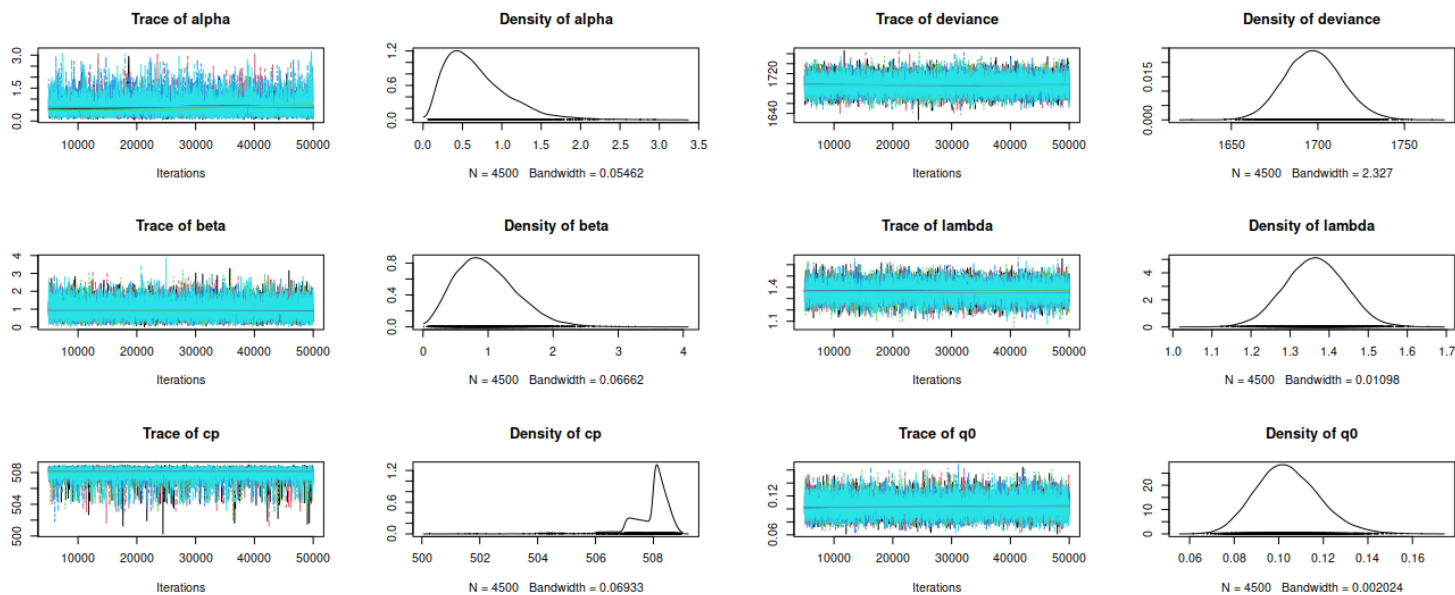 Trace of alpha
Density of alpha
Trace of deviance
Density of deviance
0.0 1.5 3.0
10000 20000 30000 40000 50000
Iterations
0.0 0.6 1.2
0.0 0.5 1.0 1.5 2.0 2.5 3.0 3.5
N = 4500 Bandwidth = 0.05462
1640 1720
10000 20000 30000 40000 50000
Iterations
0.000 0.015
1650 1700 1750
N = 4500 Bandwidth = 2.327
Trace of beta
Density of beta
Trace of lambda
Density of lambda
0 1 2 3 4
10000 20000 30000 40000 50000
Iterations
0.0 0.4 0.8
0 1 2 3 4
N = 4500 Bandwidth = 0.06662
1.1 1.4
10000 20000 30000 40000 50000
Iterations
0 2 4
1.0 1.1 1.2 1.3 1.4 1.5 1.6 1.7
N = 4500 Bandwidth = 0.01098
Trace of cp
Density of cp
Trace of q0
Density of q0
500 504 508
10000 20000 30000 40000 50000
Iterations
0.0 0.6 1.2
500 502 504 506 508
N = 4500 Bandwidth = 0.06933
0.06 0.12
10000 20000 30000 40000 50000
Iterations
0 10 20
0.06 0.08 0.10 0.12 0.14 0.16
N = 4500 Bandwidth = 0.002024